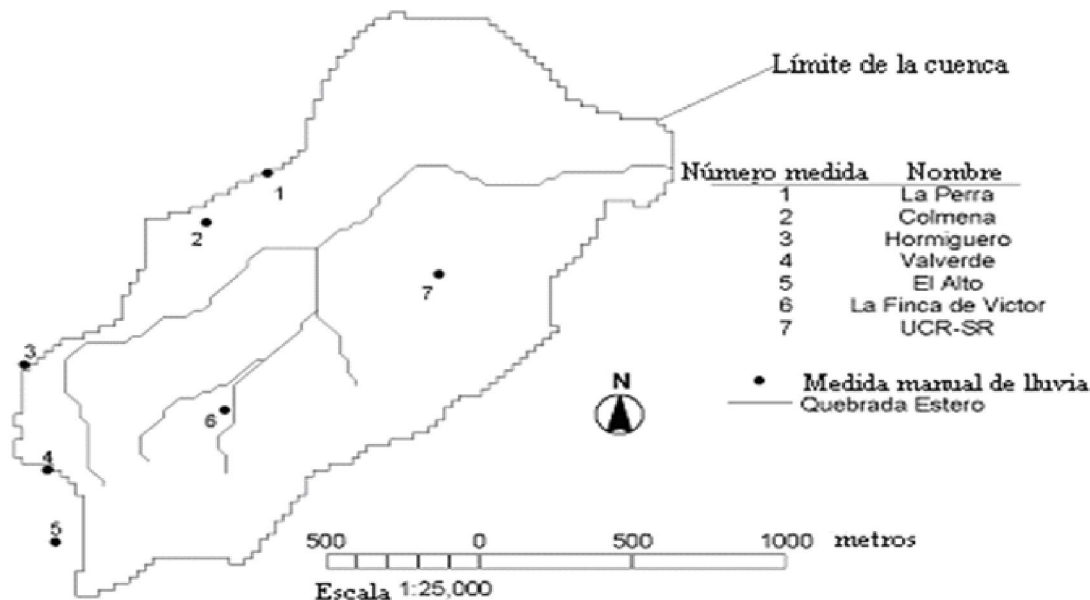 Límite de la cuenca
Número medida Nombre
1 La Perra
2 Colmena
3 Hormiguero
4 Valverde
5 El Alto
6 La Finca de Victor
7 UCR-SR
Medida manual de lluvia
Quebrada Estero
N
1
2
3
4
5
6
7
500 0 500 1000 metros
Escala 1:25,000